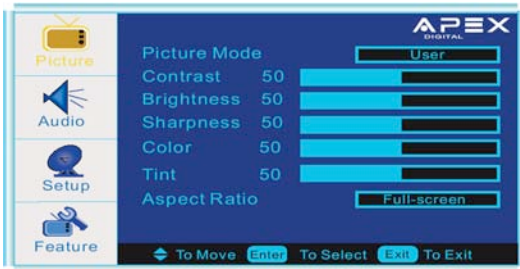 APEX
DIGITAL
Picture
Audio
Setup
Feature
Picture Mode User
Contrast 50
Brightness 50
Sharpness 50
Color 50
Tint 50
Aspect Ratio Full-screen
To Move Enter To Select Exit To Exit